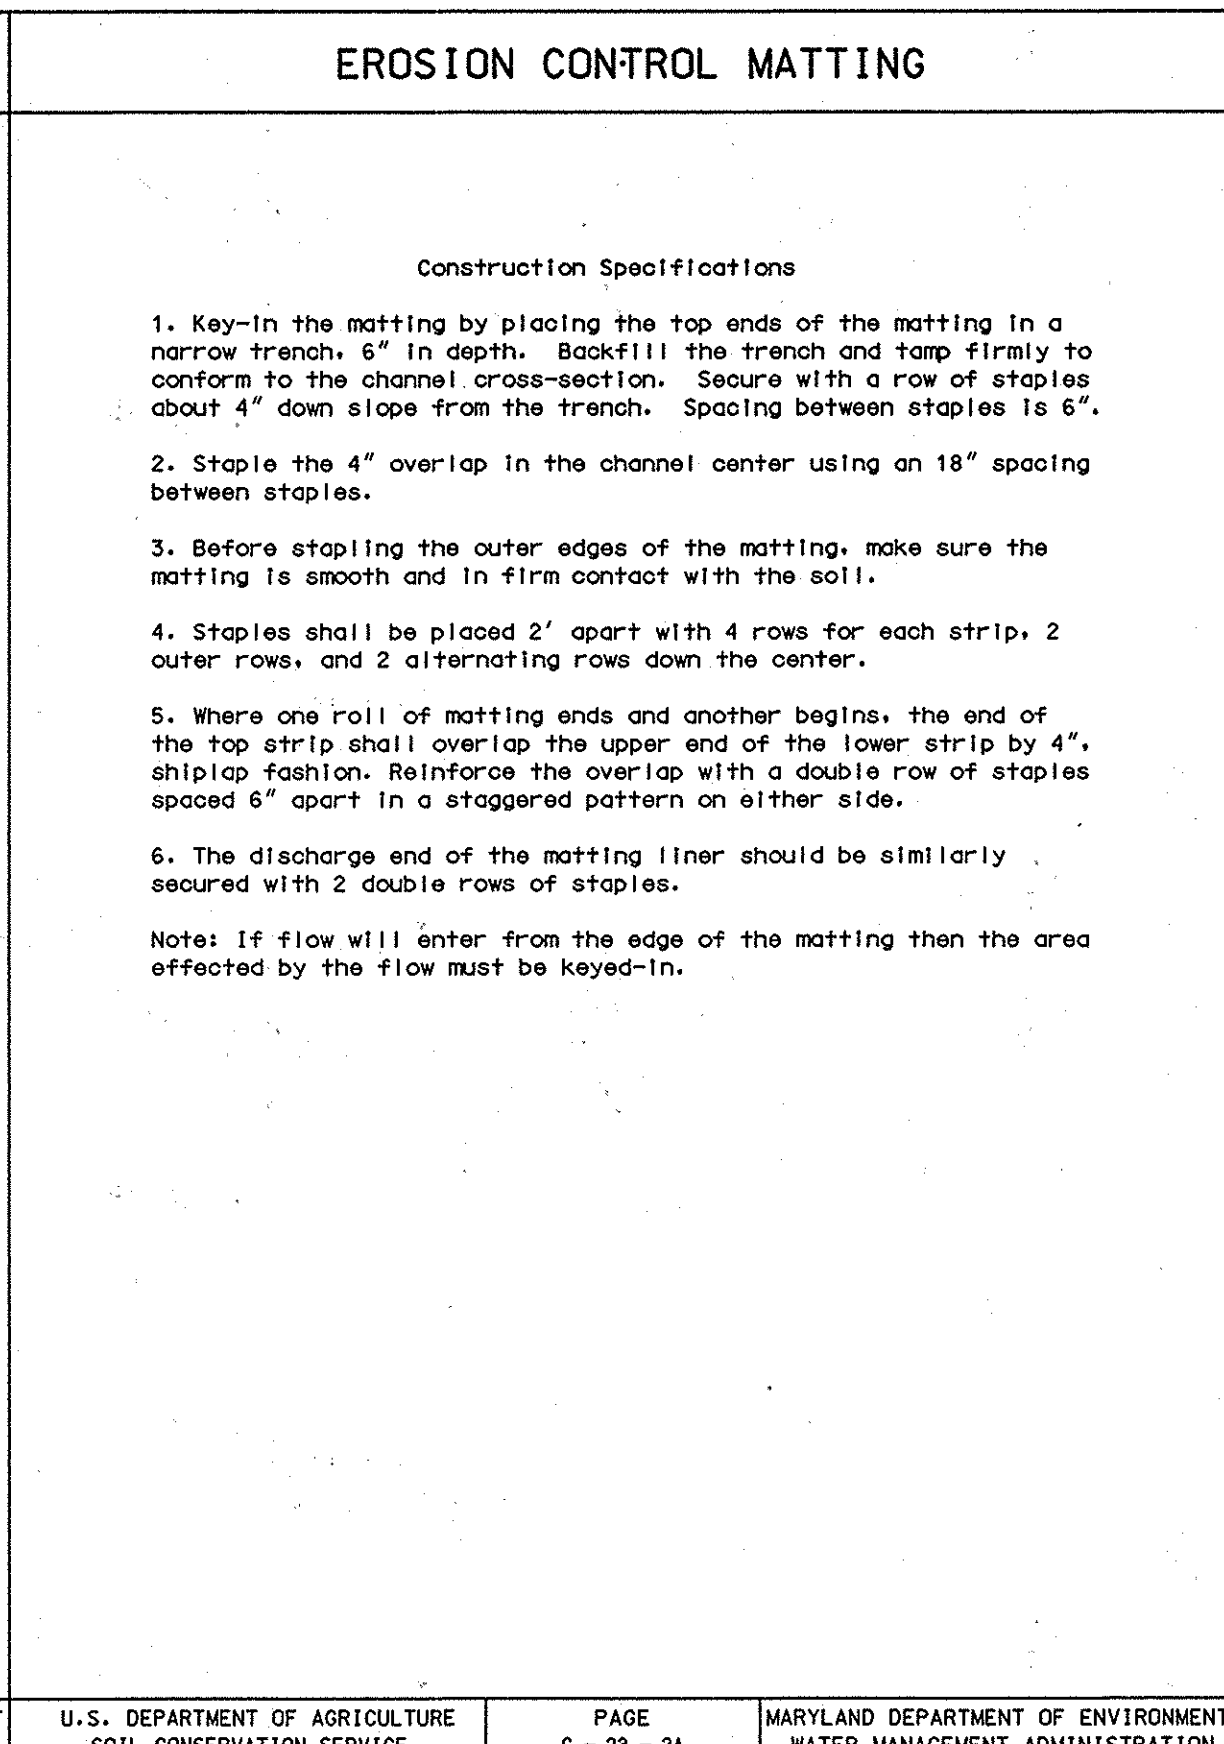 EROSION CONTROL MATTING
Construction Specifications
1. Key-in the matting by placing the top ends of the matting in a
narrow trench, 6" in depth. Backfill the trench and tamp firmly to
conform to the channel cross-section. Secure with a row of staples
about 4" down slope from the trench. Spacing between staples is 6".
2. Staple the 4" overlap in the channel center using an 18" spacing
between staples.
3. Before stapling the outer edges of the matting, make sure the
matting is smooth and in firm contact with the soil.
4. Staples shall be placed 2' apart with 4 rows for each strip, 2
outer rows, and 2 alternating rows down the center.
5. Where one roll of matting ends and another begins, the end of
the top strip shall overlap the upper end of the lower strip by 4",
shiplap fashion. Reinforce the overlap with a double row of staples
spaced 6" apart in a staggered pattern on either side.
6. The discharge end of the matting liner should be similarly
secured with 2 double rows of staples.
Note: If flow will enter from the edge of the matting then the area
effected by the flow must be keyed-in.
U.S. DEPARTMENT OF AGRICULTURE
SOIL CONSERVATION SERVICE
PAGE
MARYLAND DEPARTMENT OF ENVIRONMENT
WATER MANAGEMENT ADMINISTRATION